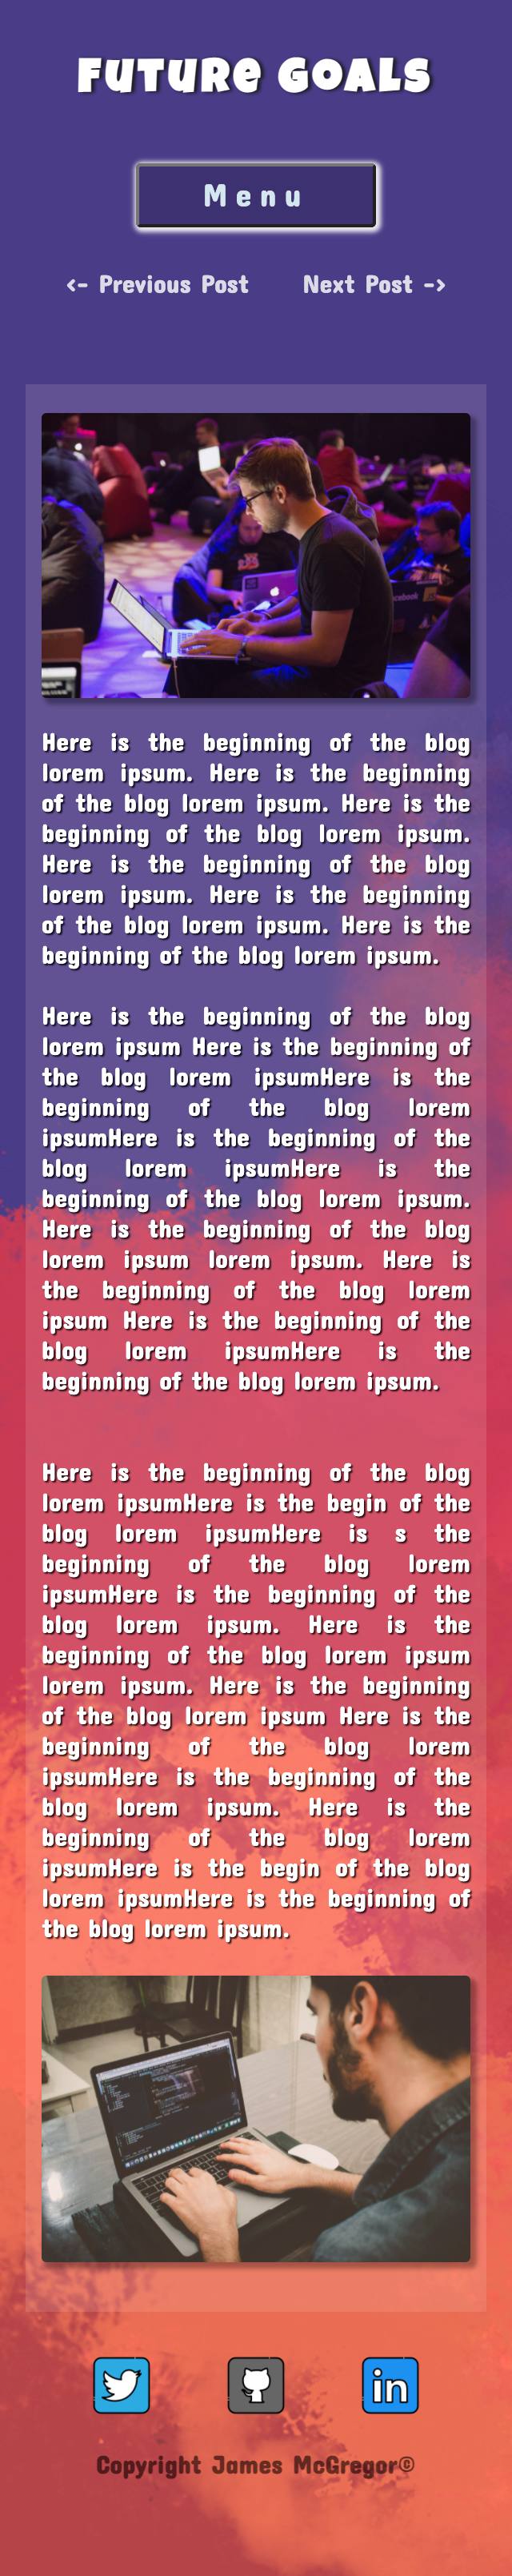 Future Goals
Menu
<- Previous Post Next Post ->
facebook
Here is the beginning of the blog
lorem ipsum. Here is the beginning
of the blog lorem ipsum. Here is the
beginning of the blog lorem ipsum.
Here is the beginning of the blog
lorem ipsum. Here is the beginning
of the blog lorem ipsum. Here is the
beginning of the blog lorem ipsum.
Here is the beginning of the blog
lorem ipsum Here is the beginning of
the blog lorem ipsumHere is the
beginning of the blog lorem
ipsumHere is the beginning of the
blog lorem ipsumHere is the
beginning of the blog lorem ipsum.
Here is the beginning of the blog
lorem ipsum lorem ipsum. Here is
the beginning of the blog lorem
ipsum Here is the beginning of the
blog lorem ipsumHere is the
beginning of the blog lorem ipsum.
Here is the beginning of the blog
lorem ipsumHere is the begin of the
blog lorem ipsumHere is s the
beginning of the blog lorem
ipsumHere is the beginning of the
blog lorem ipsum. Here is the
beginning of the blog lorem ipsum
lorem ipsum. Here is the beginning
of the blog lorem ipsum Here is the
beginning of the blog lorem
ipsumHere is the beginning of the
blog lorem ipsum. Here is the
beginning of the blog lorem
ipsumHere is the begin of the blog
lorem ipsumHere is the beginning of
the blog lorem ipsum.
in
Copyright James McGregor©